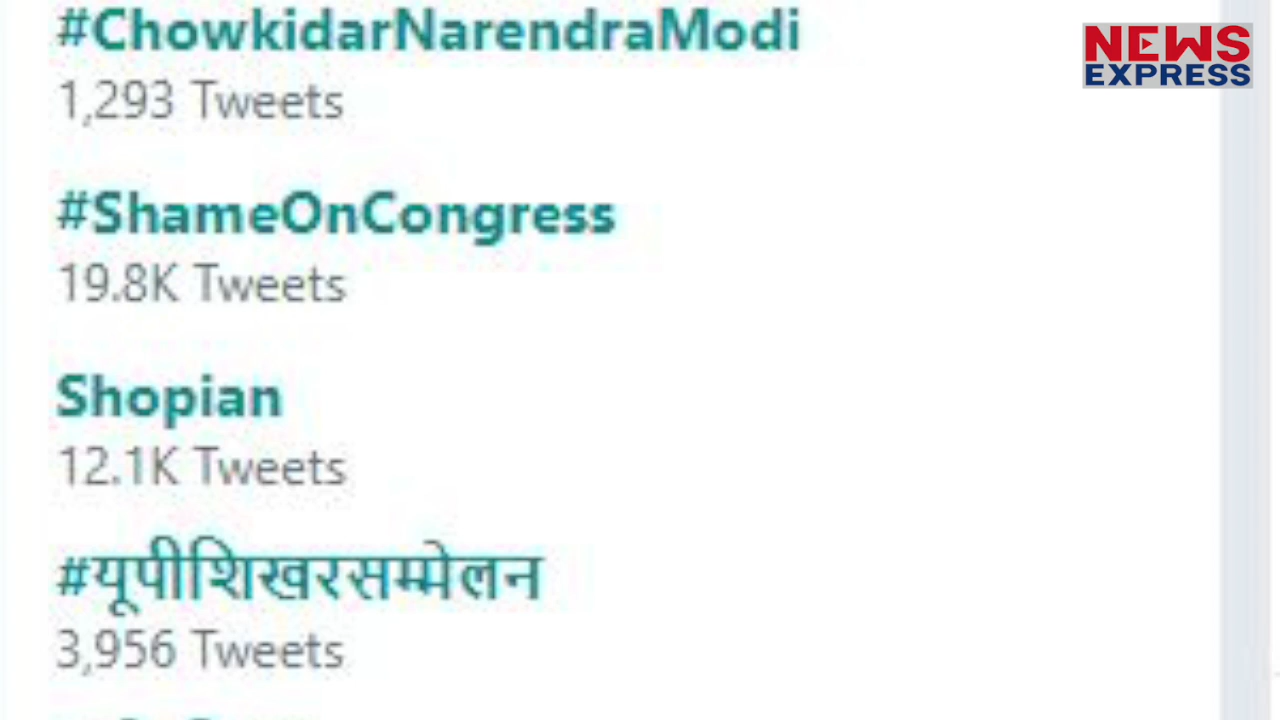 #ChowkidarNarendraModi
1,293 Tweets
NEWS
EXPRESS
#ShameOnCongress
19.8K Tweets
Shopian
12.1K Tweets
#यूपीशिखरसम्मेलन
3,956 Tweets